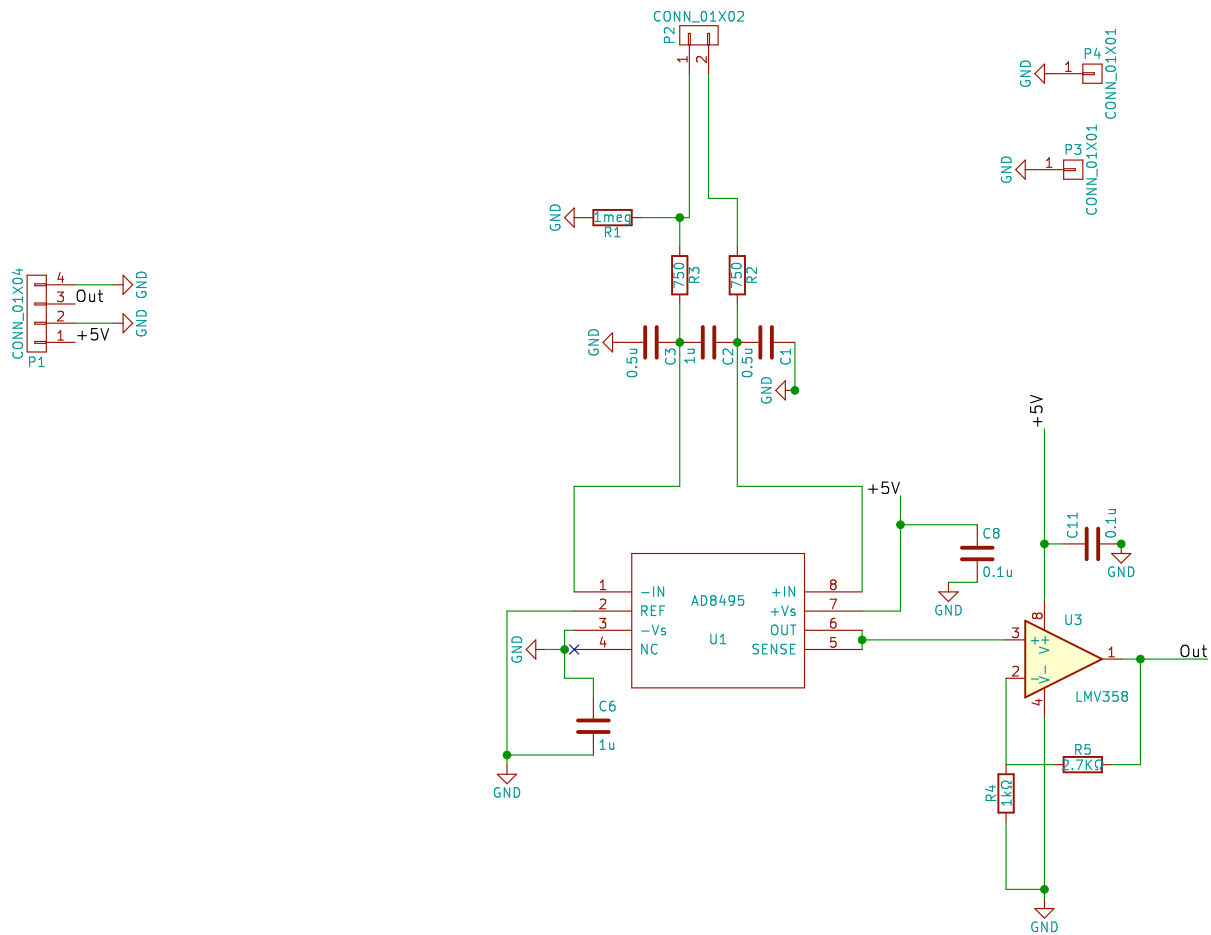 CONN_01X02
P2
1
2
P4
1
GND
CONN_01X01
P3
1
GND
CONN_01X01
GND
1meg
R1
750
R3
750
R2
CONN_01X04
4
3
2
1
P1
GND
Out
GND
+5V
GND
0.5u
C3
1u
C2
0.5u
C1
GND
+5V
+5V
C8
0.1u
GND
C11
0.1u
GND
1
2
3
4
-IN
REF
-Vs
NC
AD8495
U1
+IN
+Vs
OUT
SENSE
8
7
6
5
GND
C6
1u
GND
U3
8
3
+
V+
2
-
V-
4
1
Out
LMV358
R5
2.7KΩ
R4
1kΩ
GND